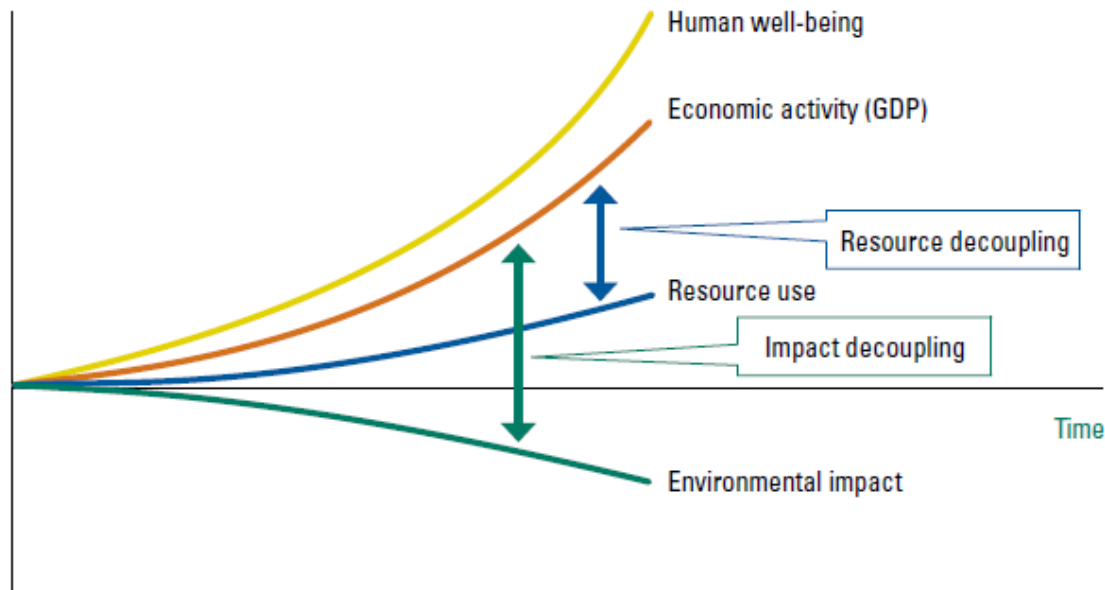 Human well-being
Economic activity (GDP)
Resource decoupling
Resource use
Impact decoupling
Time
Environmental impact